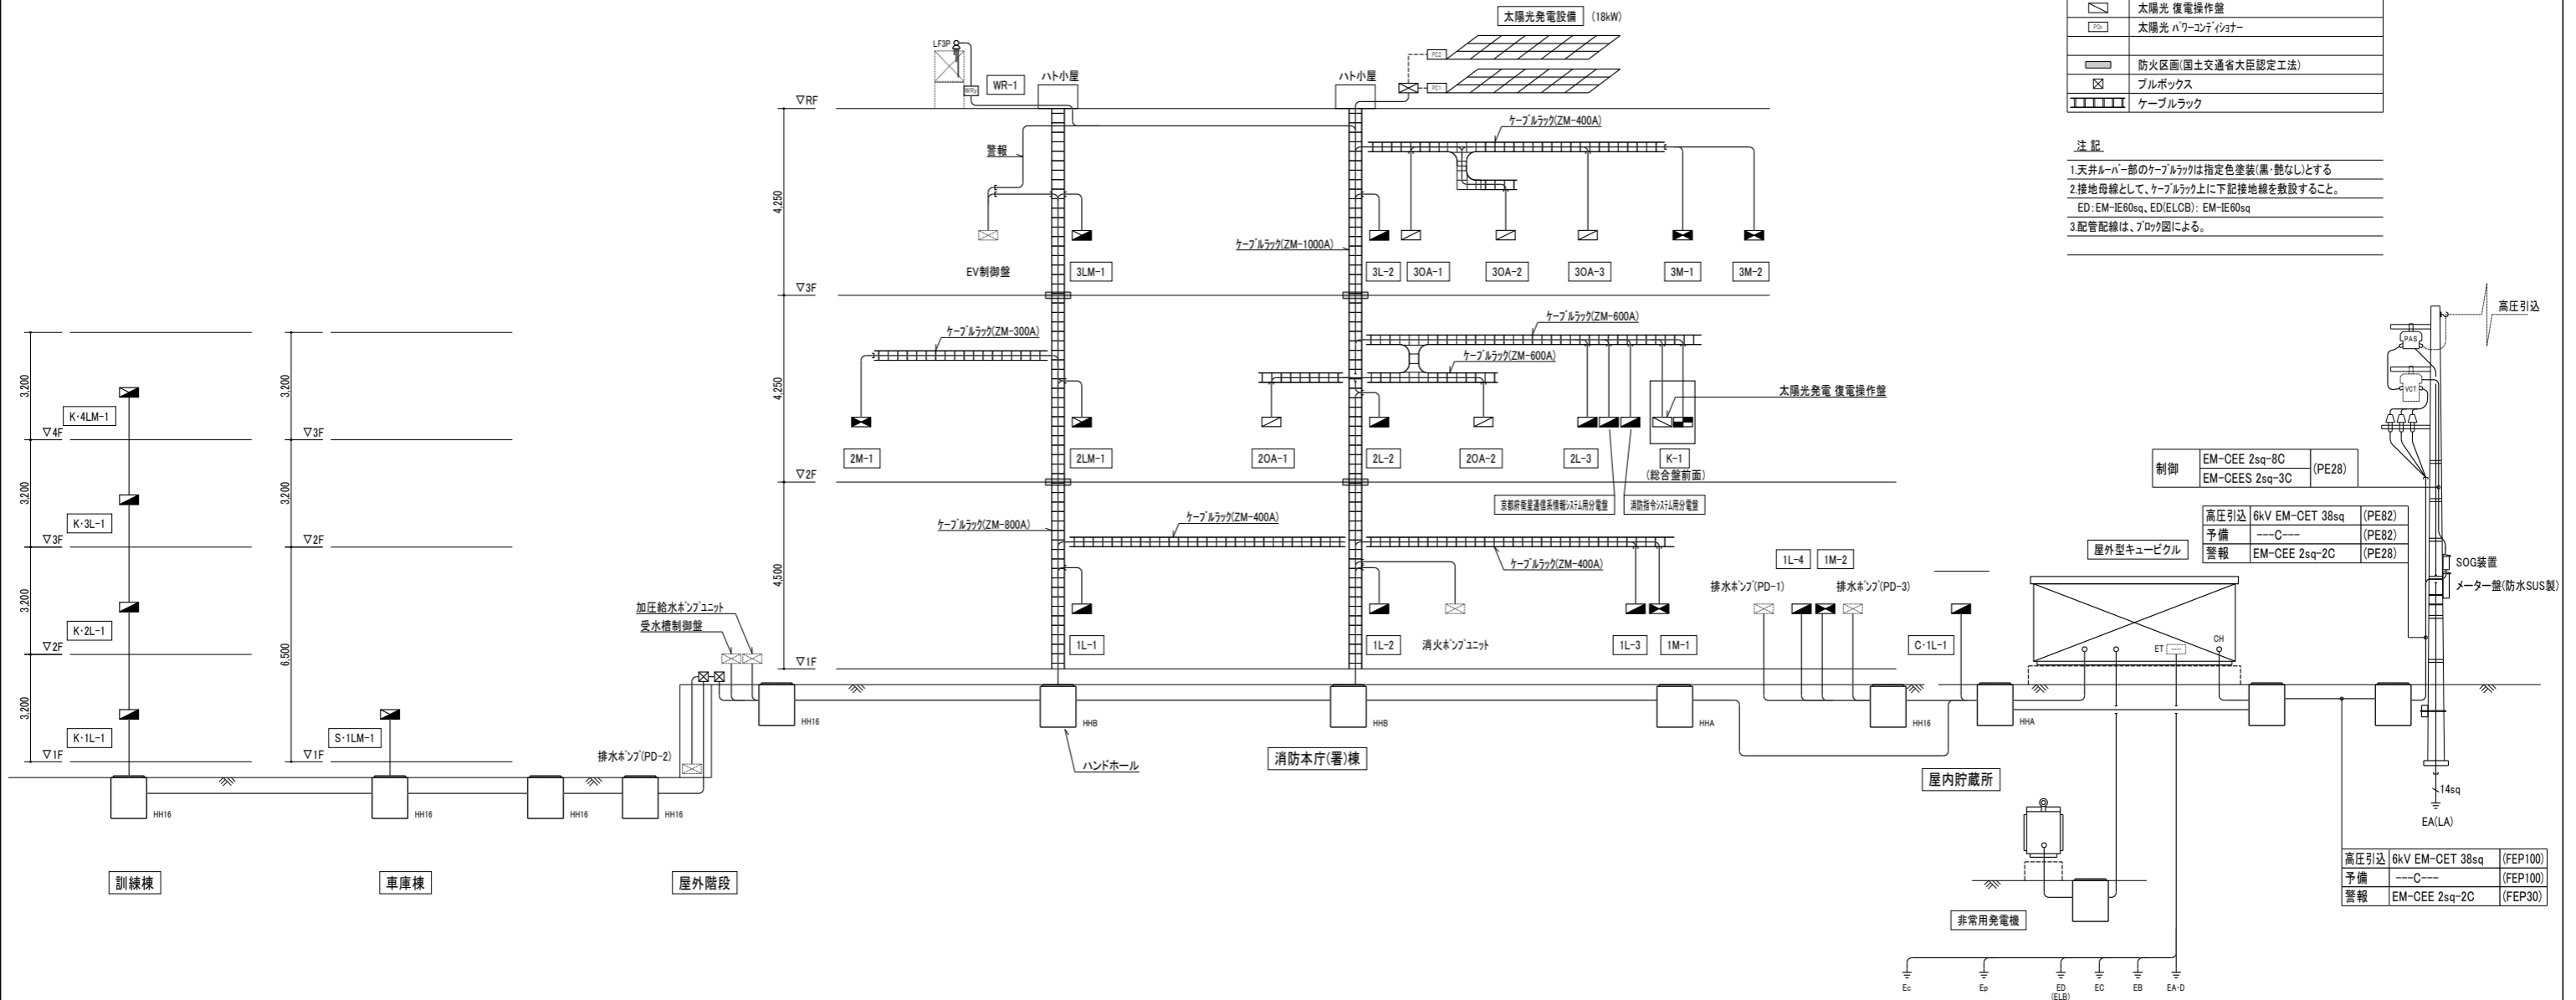 太陽光発電設備 (18kW)
太陽光 復電操作盤
PCn 太陽光 パワーコンディショナー
防火区画(国土交通省大臣認定工法)
プルボックス
ケーブルラック
注 記
1.天井ルーバー部のケーブルラックは指定色塗装(黒・艶なし)とする
2.接地母線として、ケーブルラック上に下記接地線を敷設すること。
ED:EM-IE60sq、ED(ELCB): EM-IE60sq
3.配管配線は、ブロック図による。
LF3P
WR-1
ハト小屋
ハト小屋
PC2
PC1
▽RF
警報
ケーブルラック(ZM-400A)
4,250
ケーブルラック(ZM-1000A)
EV制御盤
3LM-1
3L-2
3OA-1
3OA-2
3OA-3
3M-1
3M-2
▽3F
ケーブルラック(ZM-300A)
ケーブルラック(ZM-600A)
ケーブルラック(ZM-600A)
4,250
太陽光発電 復電操作盤
2M-1
2LM-1
2OA-1
2L-2
2OA-2
2L-3
K-1
(総合盤前面)
▽2F
京都府衛星通信系情報システム用分電盤
消防指令システム用分電盤
ケーブルラック(ZM-800A)
ケーブルラック(ZM-400A)
ケーブルラック(ZM-400A)
4,500
1L-1
1L-2
消火ポンプユニット
1L-3
1M-1
▽1F
加圧給水ポンプユニット
受水槽制御盤
排水ポンプ(PD-1)
1L-4
1M-2
排水ポンプ(PD-3)
C・1L-1
屋外型キュービクル
CH
ET
高圧引込
PAS
VCT
制御 EM-CEE 2sq-8C (PE28)
EM-CEES 2sq-3C
高圧引込 6kV EM-CET 38sq (PE82)
予備 ---C--- (PE82)
警報 EM-CEE 2sq-2C (PE28)
SOG装置
メーター盤(防水SUS製)
14sq
EA(LA)
高圧引込 6kV EM-CET 38sq (FEP100)
予備 ---C--- (FEP100)
警報 EM-CEE 2sq-2C (FEP30)
3,200
K・4LM-1
▽4F
3,200
K・3L-1
▽3F
3,200
K・2L-1
▽2F
3,200
K・1L-1
▽1F
3,200
▽3F
3,200
▽2F
6,500
S・1LM-1
▽1F
排水ポンプ(PD-2)
HH16
HH16
HH16
HH16
HH16
HHB
HHB
HHA
HH16
HHA
ハンドホール
消防本庁(署)棟
屋内貯蔵所
訓練棟
車庫棟
屋外階段
非常用発電機
Ec
Ep
ED
(ELB)
EC
EB
EA・D